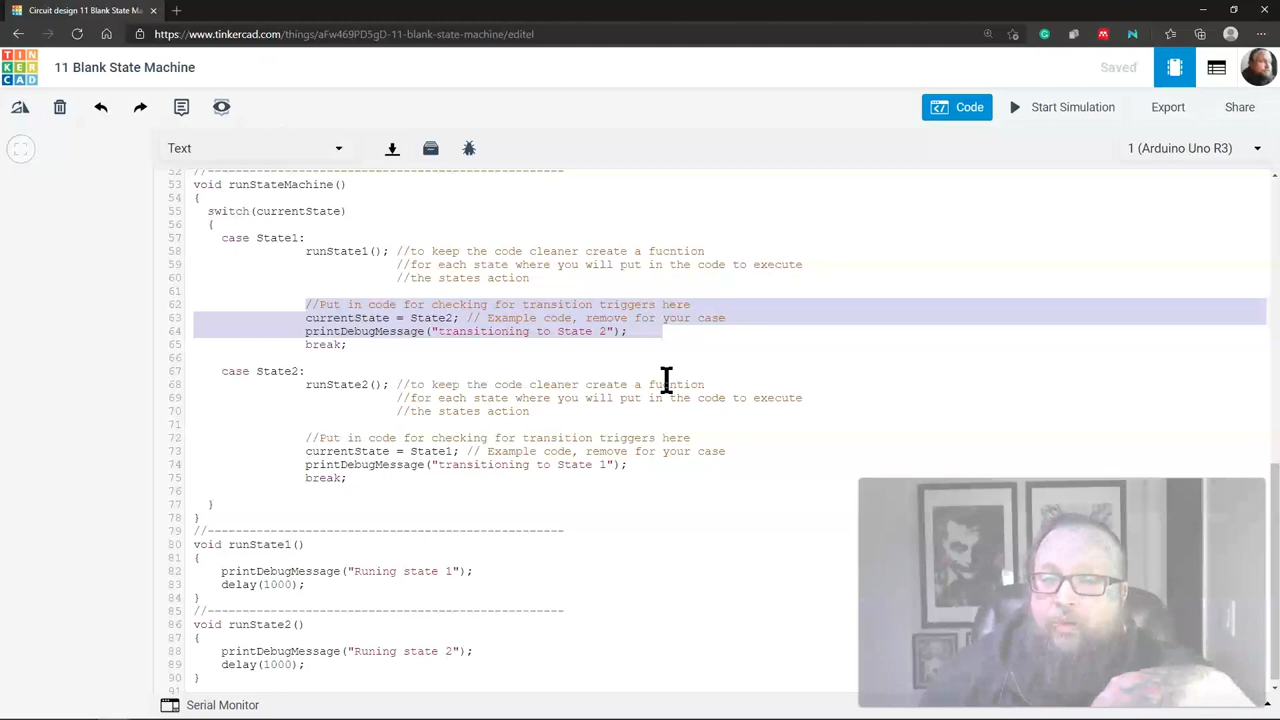 Circuit design 11 Blank State Ma
https://www.tinkercad.com/things/aFw469PD5gD-11-blank-state-machine/editel
TIN
KER
CAD
11 Blank State Machine
Saved
Code
Start Simulation
Export
Share
Text
1 (Arduino Uno R3)
52 //---------------------------------------------------
53 void runStateMachine()
54 {
55 switch(currentState)
56 {
57 case State1:
58 runState1(); //to keep the code cleaner create a fucntion
59 //for each state where you will put in the code to execute
60 //the states action
61
62 //Put in code for checking for transition triggers here
63 currentState = State2; // Example code, remove for your case
64 printDebugMessage("transitioning to State 2");
65 break;
66
67 case State2:
68 runState2(); //to keep the code cleaner create a fucntion
69 //for each state where you will put in the code to execute
70 //the states action
71
72 //Put in code for checking for transition triggers here
73 currentState = State1; // Example code, remove for your case
74 printDebugMessage("transitioning to State 1");
75 break;
76
77 }
78 }
79 //---------------------------------------------------
80 void runState1()
81 {
82 printDebugMessage("Runing state 1");
83 delay(1000);
84 }
85 //---------------------------------------------------
86 void runState2()
87 {
88 printDebugMessage("Runing state 2");
89 delay(1000);
90 }
91
Serial Monitor